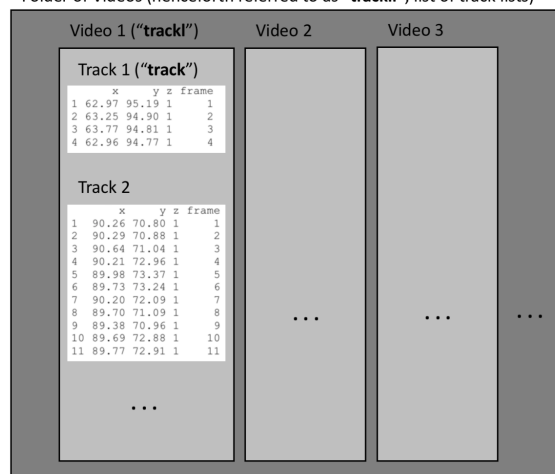 Folder of Videos (henceforth referred to as "trackll", list of track lists)
Video 1 ("trackl")
Track 1 ("track")
x y z frame
1 62.97 95.19 1 1
2 63.25 94.90 1 2
3 63.77 94.81 1 3
4 62.96 94.77 1 4
Track 2
x y z frame
1 90.26 70.80 1 1
2 90.29 70.88 1 2
3 90.64 71.04 1 3
4 90.21 72.96 1 4
5 89.98 73.37 1 5
6 89.73 73.24 1 6
7 90.20 72.09 1 7
8 89.70 71.09 1 8
9 89.38 70.96 1 9
10 89.69 72.88 1 10
11 89.77 72.91 1 11
...
Video 2
...
Video 3
...
...